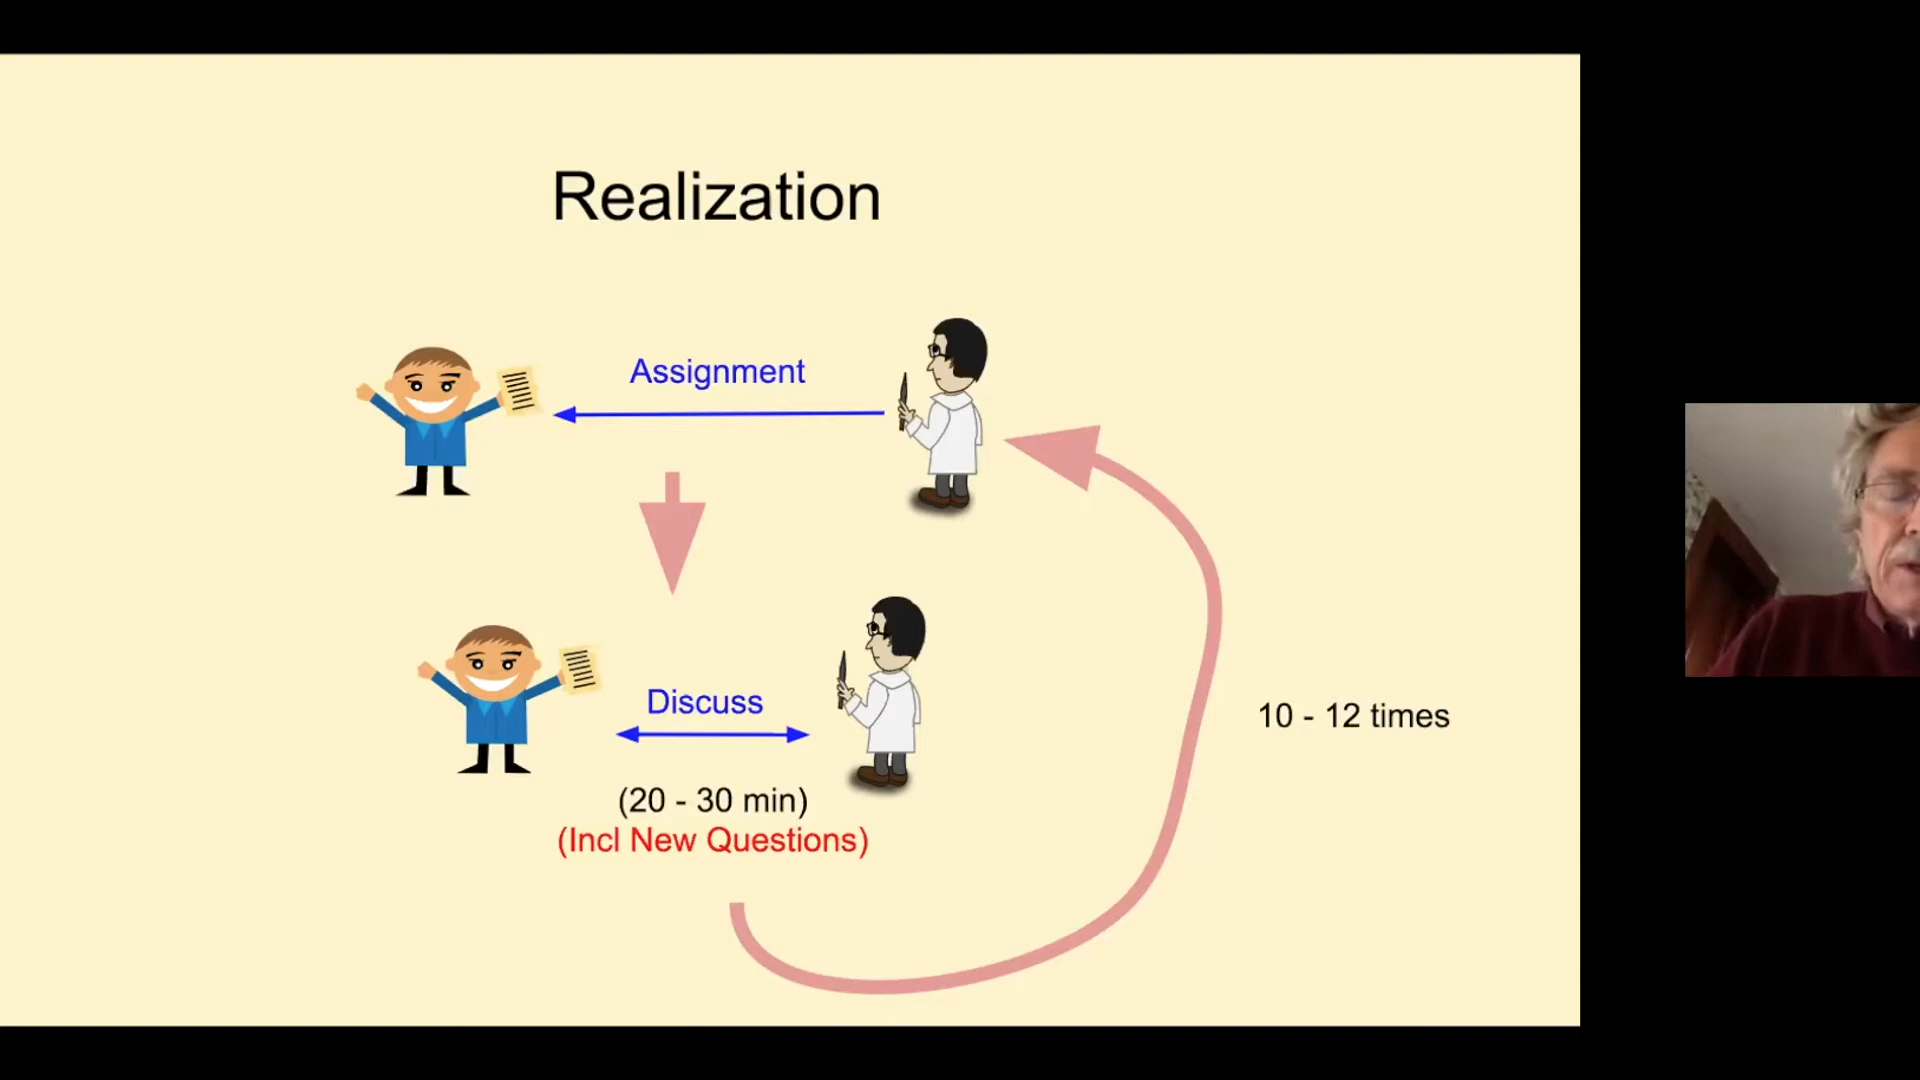 Realization
Assignment
Discuss
10 - 12 times
(20 - 30 min)
(Incl New Questions)